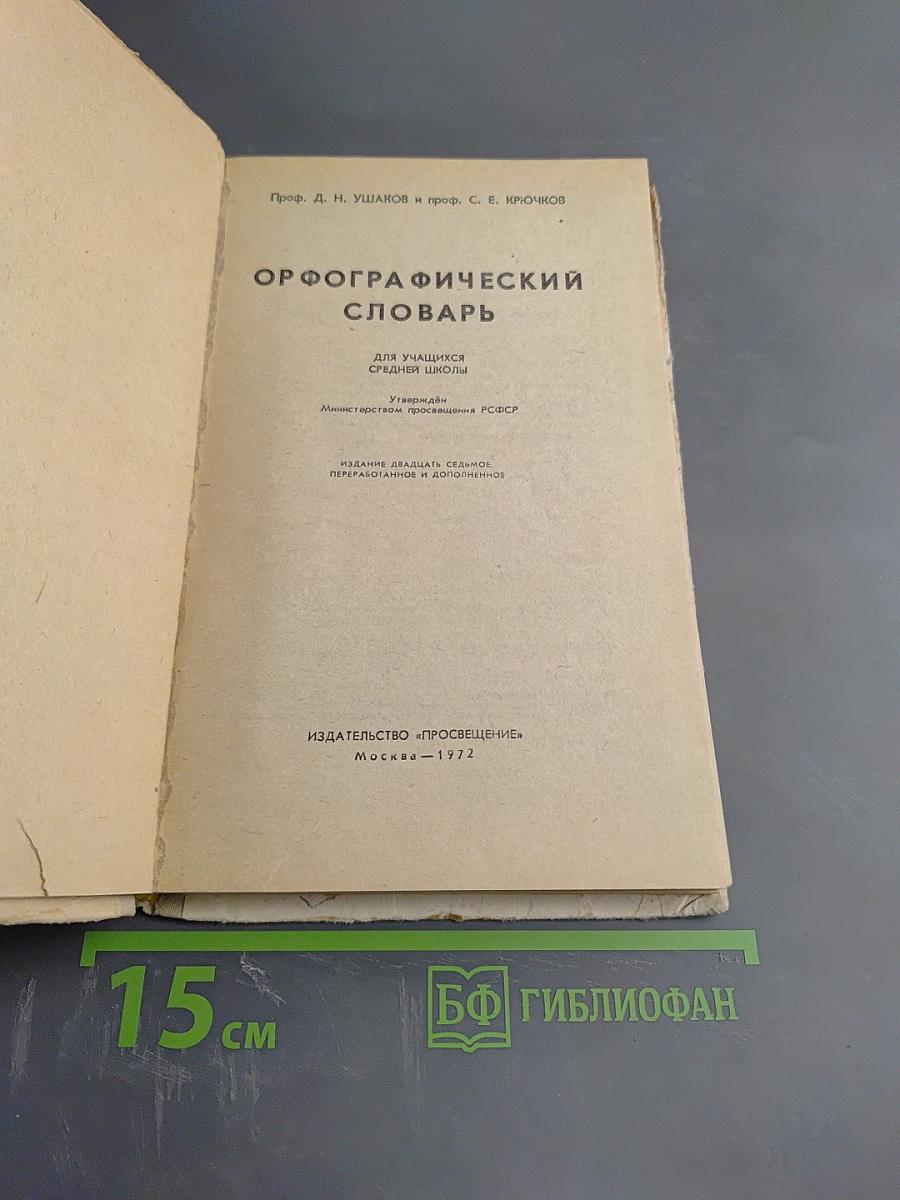 Проф. Д. Н. УШАКОВ и проф. С. Е. КРЮЧКОВ
ОРФОГРАФИЧЕСКИЙ
СЛОВАРЬ
ДЛЯ УЧАЩИХСЯ
СРЕДНЕЙ ШКОЛЫ
Утверждён
Министерством просвещения РСФСР
ИЗДАНИЕ ДВАДЦАТЬ СЕДЬМОЕ,
ПЕРЕРАБОТАННОЕ И ДОПОЛНЕННОЕ
ИЗДАТЕЛЬСТВО «ПРОСВЕЩЕНИЕ»
Москва — 1972
15 см
БФ ГИБЛИОФАН